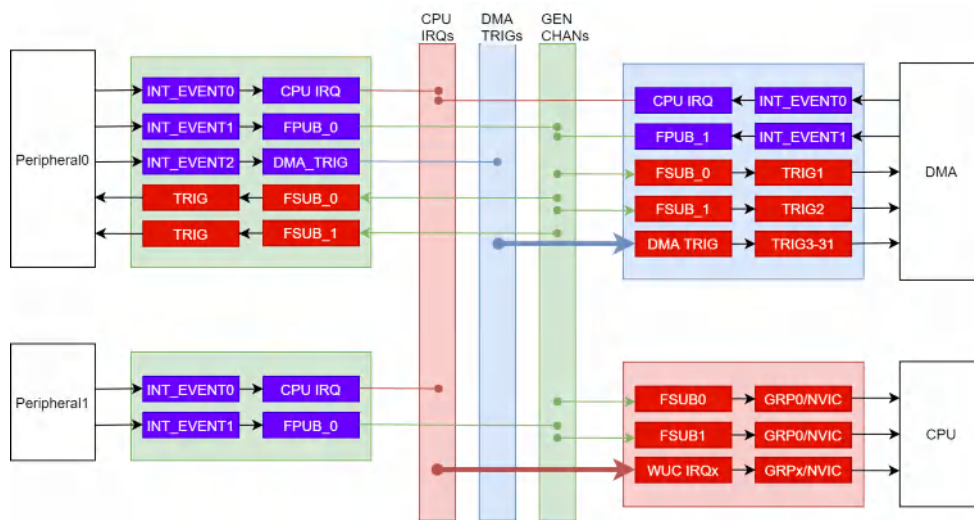 CPU
IRQs
DMA
TRIGs
GEN
CHANs
Peripheral0
INT_EVENT0
CPU IRQ
INT_EVENT1
FPUB_0
INT_EVENT2
DMA_TRIG
TRIG
FSUB_0
TRIG
FSUB_1
CPU IRQ
INT_EVENT0
FPUB_1
INT_EVENT1
FSUB_0
TRIG1
FSUB_1
TRIG2
DMA TRIG
TRIG3-31
DMA
Peripheral1
INT_EVENT0
CPU IRQ
INT_EVENT1
FPUB_0
FSUB0
GRP0/NVIC
FSUB1
GRP0/NVIC
WUC IRQx
GRPx/NVIC
CPU